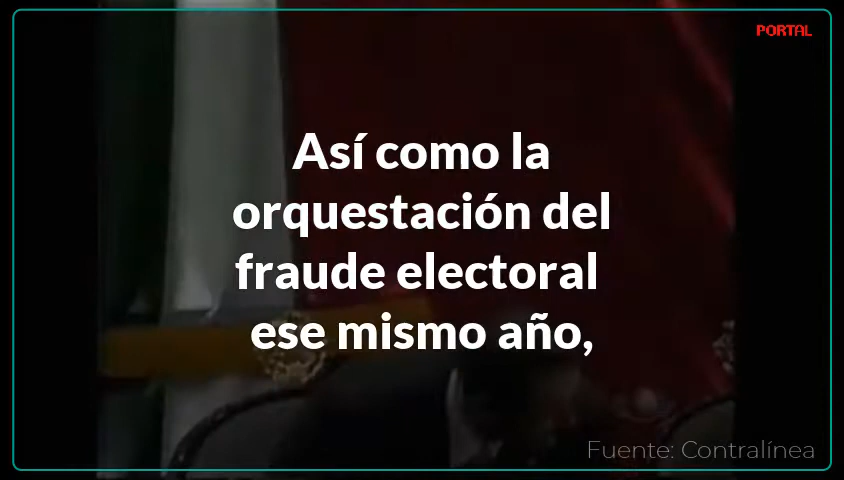 PORTAL
Así como la
orquestación del
fraude electoral
ese mismo año,
Fuente: Contralínea